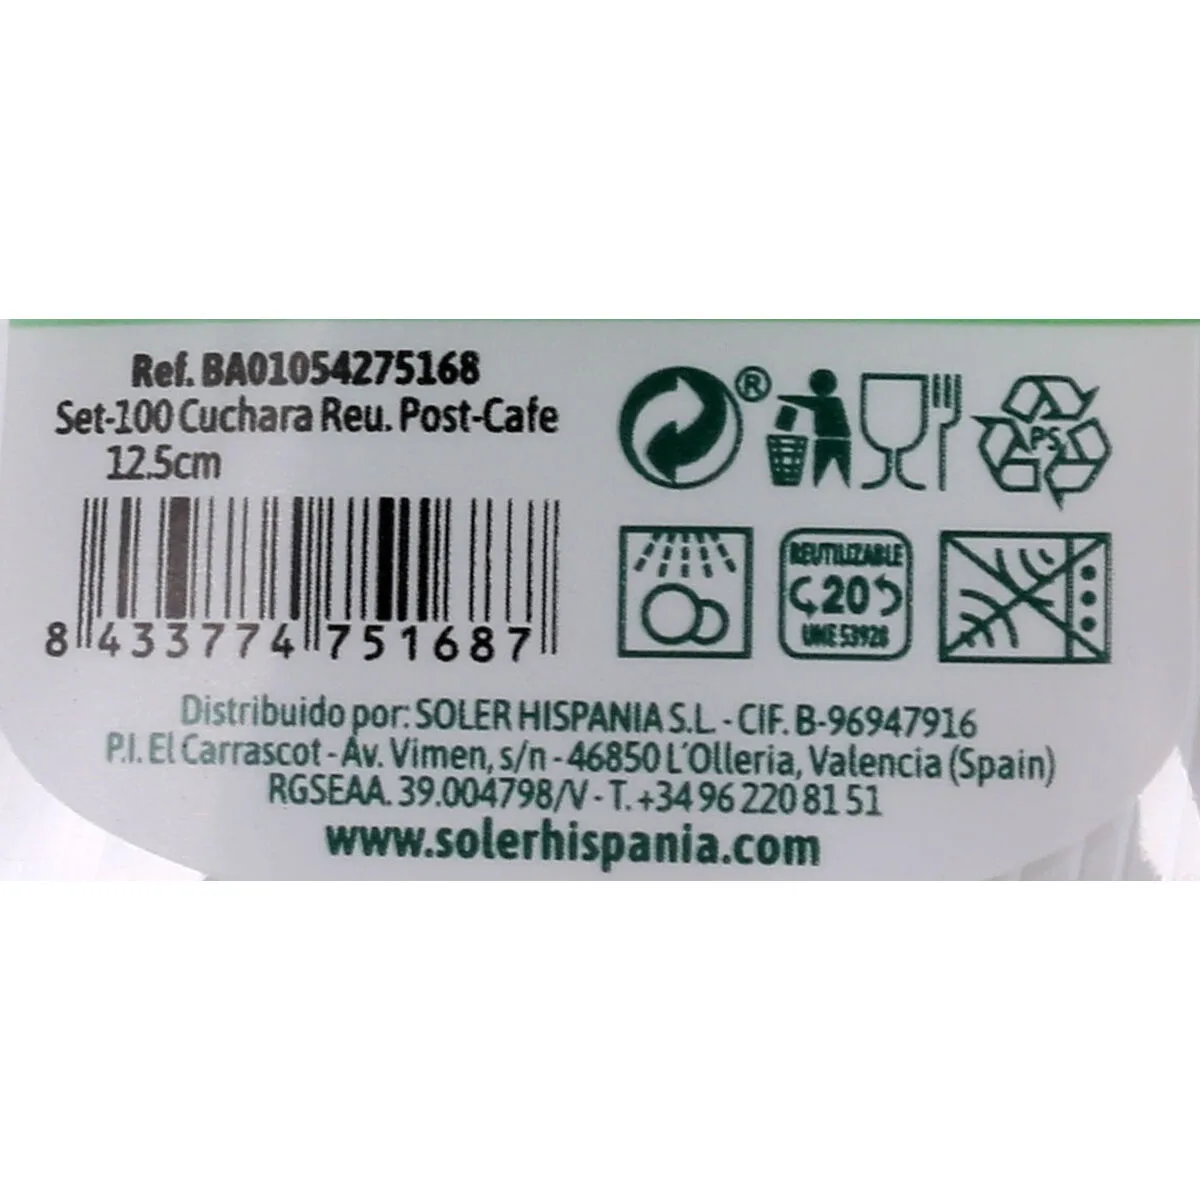 Ref. BA01054275168
Set-100 Cuchara Reu. Post-Cafe
12.5cm
8 433774 751687
®
PS
REUTILIZABLE
20
UNE 53928
Distribuido por: SOLER HISPANIA S.L. - CIF. B-96947916
P.I. El Carrascot - Av. Vimen, s/n - 46850 L'Olleria, Valencia (Spain)
RGSEAA. 39.004798/V - T. +34 96 220 81 51
www.solerhispania.com